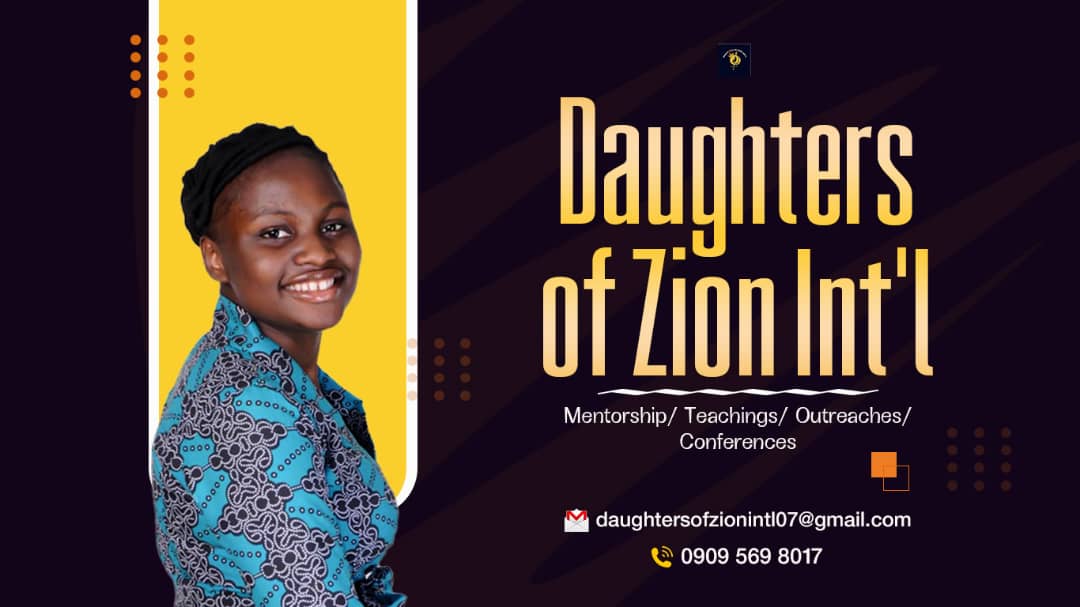 Daughters
of Zion Int'l
Mentorship/ Teachings/ Outreaches/
Conferences
daughtersofzionintl07@gmail.com
0909 569 8017